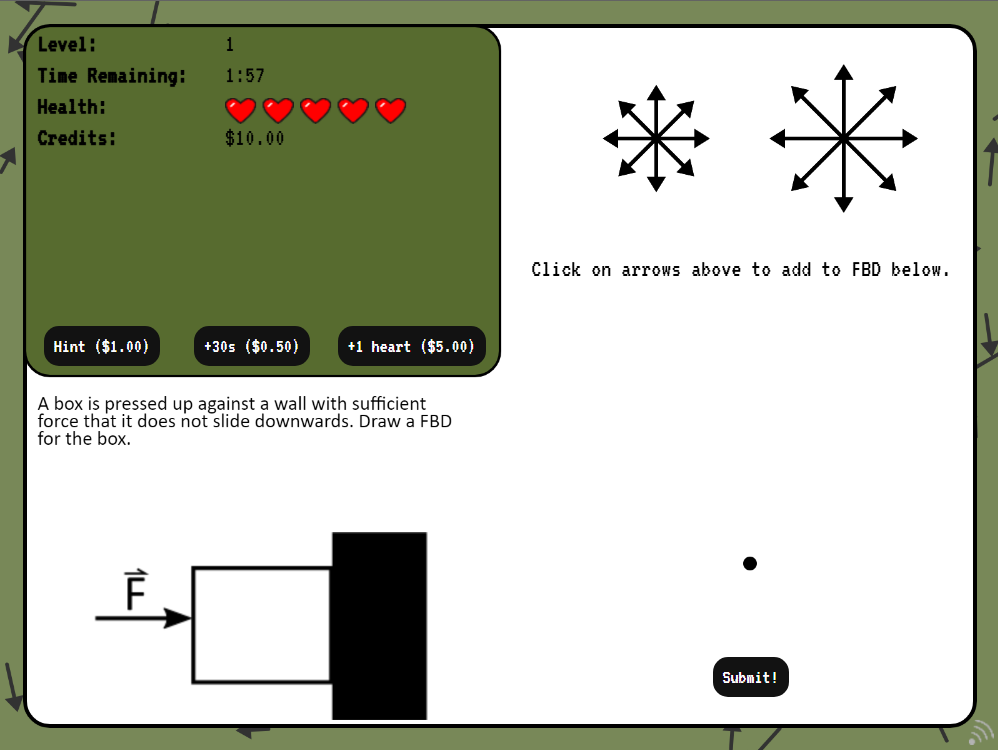 Level: 1
Time Remaining: 1:57
Health:
Credits: $10.00
Hint ($1.00) +30s ($0.50) +1 heart ($5.00)
A box is pressed up against a wall with sufficient
force that it does not slide downwards. Draw a FBD
for the box.
F
Click on arrows above to add to FBD below.
Submit!